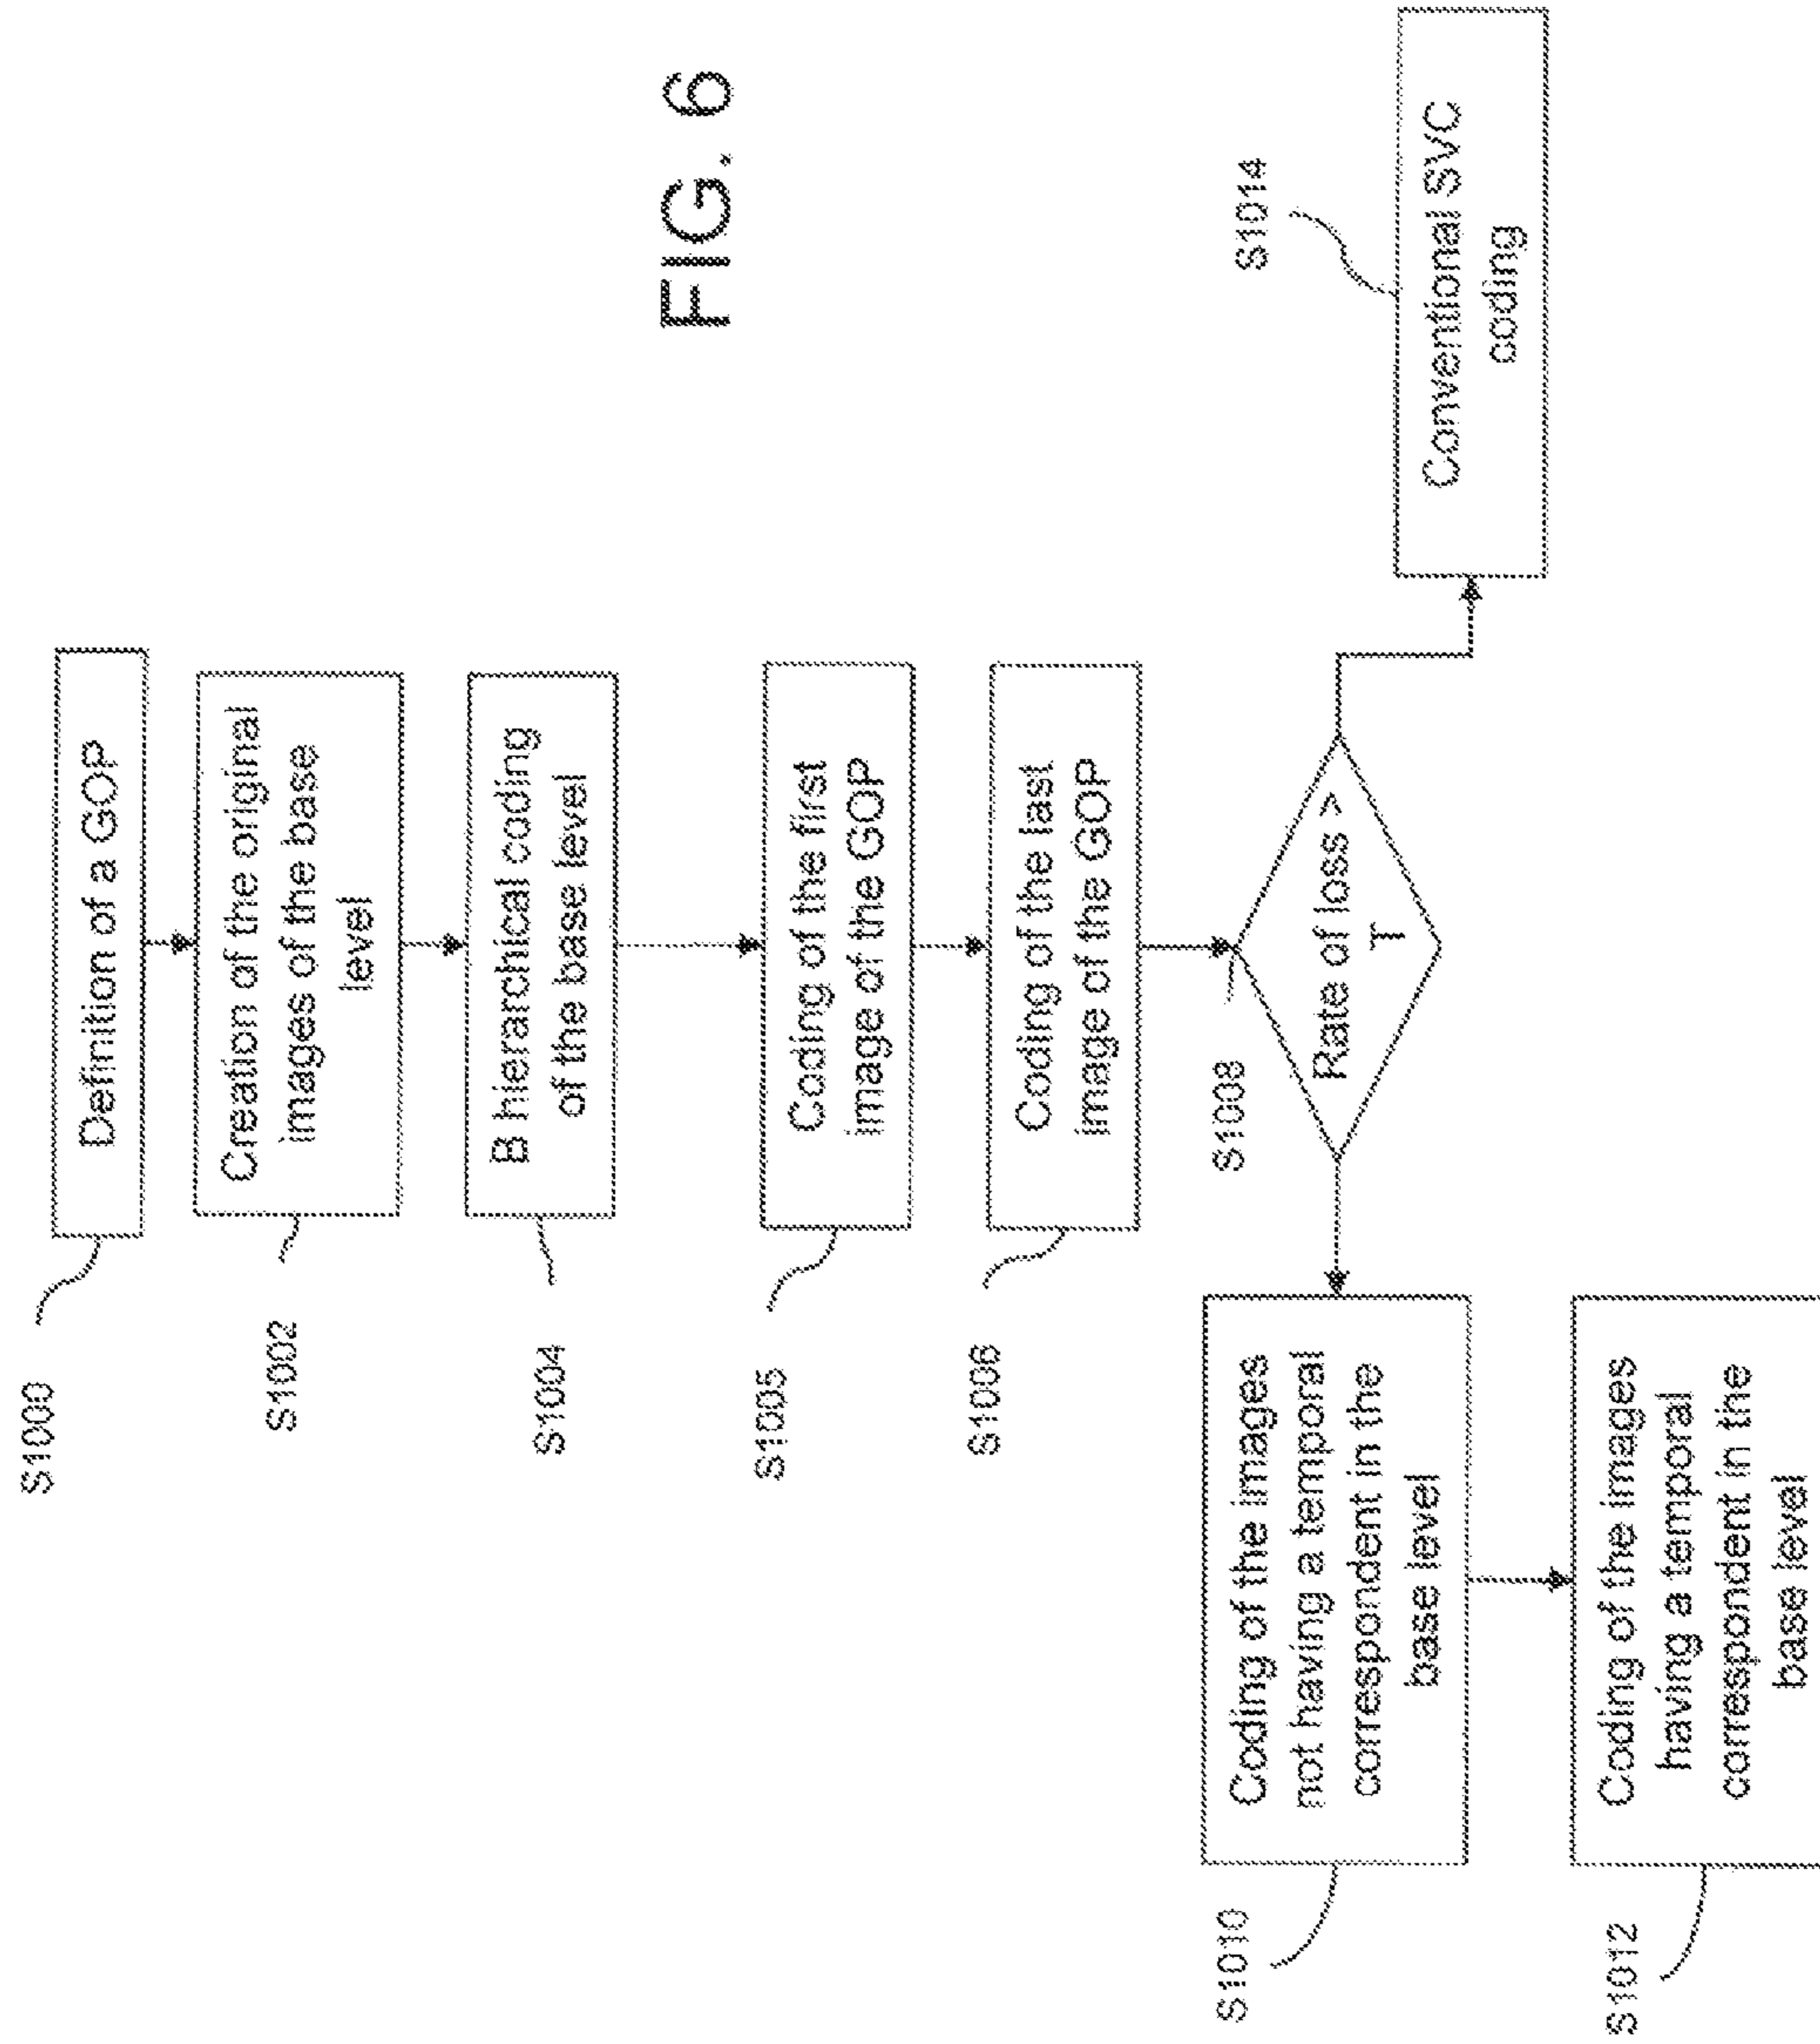 S1000
Definition of a GOP
S1002
Creation of the original
images of the base
level
S1004
B hierarchical coding
of the base level
S1005
Coding of the first
image of the GOP
S1006
Coding of the last
image of the GOP
S1008
Rate of loss >
T
S1010
Coding of the images
not having a temporal
correspondent in the
base level
S1012
Coding of the images
having a temporal
correspondent in the
base level
S1014
Conventional SVC
coding
FIG. 6